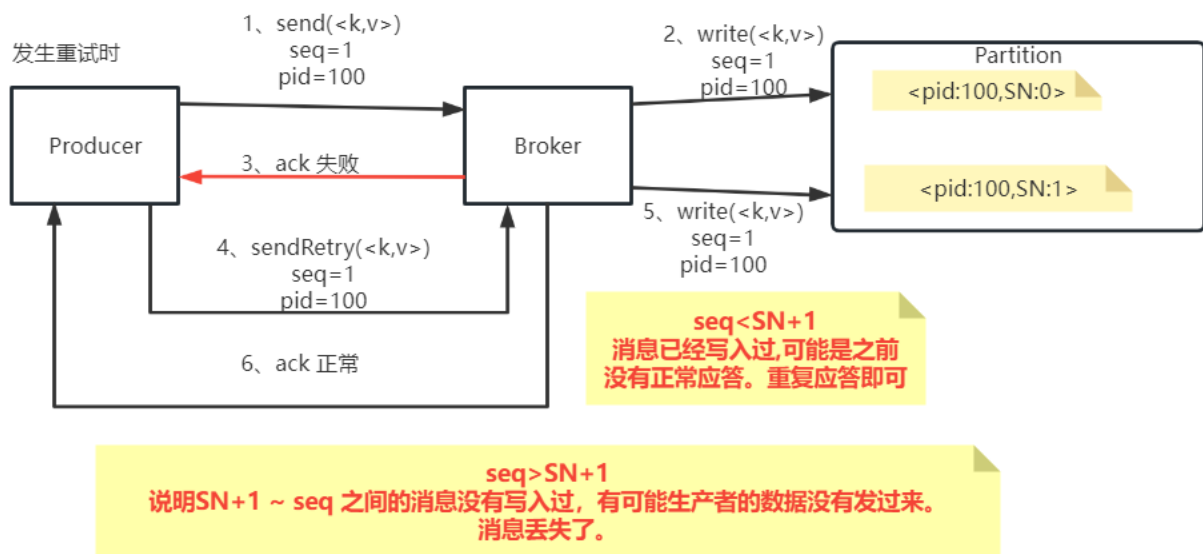 发生重试时
1、send(<k,v>)
seq=1
pid=100
2、write(<k,v>)
seq=1
pid=100
Partition
<pid:100,SN:0>
Producer
Broker
3、ack 失败
<pid:100,SN:1>
4、sendRetry(<k,v>)
seq=1
pid=100
5、write(<k,v>)
seq=1
pid=100
6、ack 正常
seq<SN+1
消息已经写入过,可能是之前
没有正常应答。重复应答即可
seq>SN+1
说明SN+1 ~ seq 之间的消息没有写入过，有可能生产者的数据没有发过来。
消息丢失了。